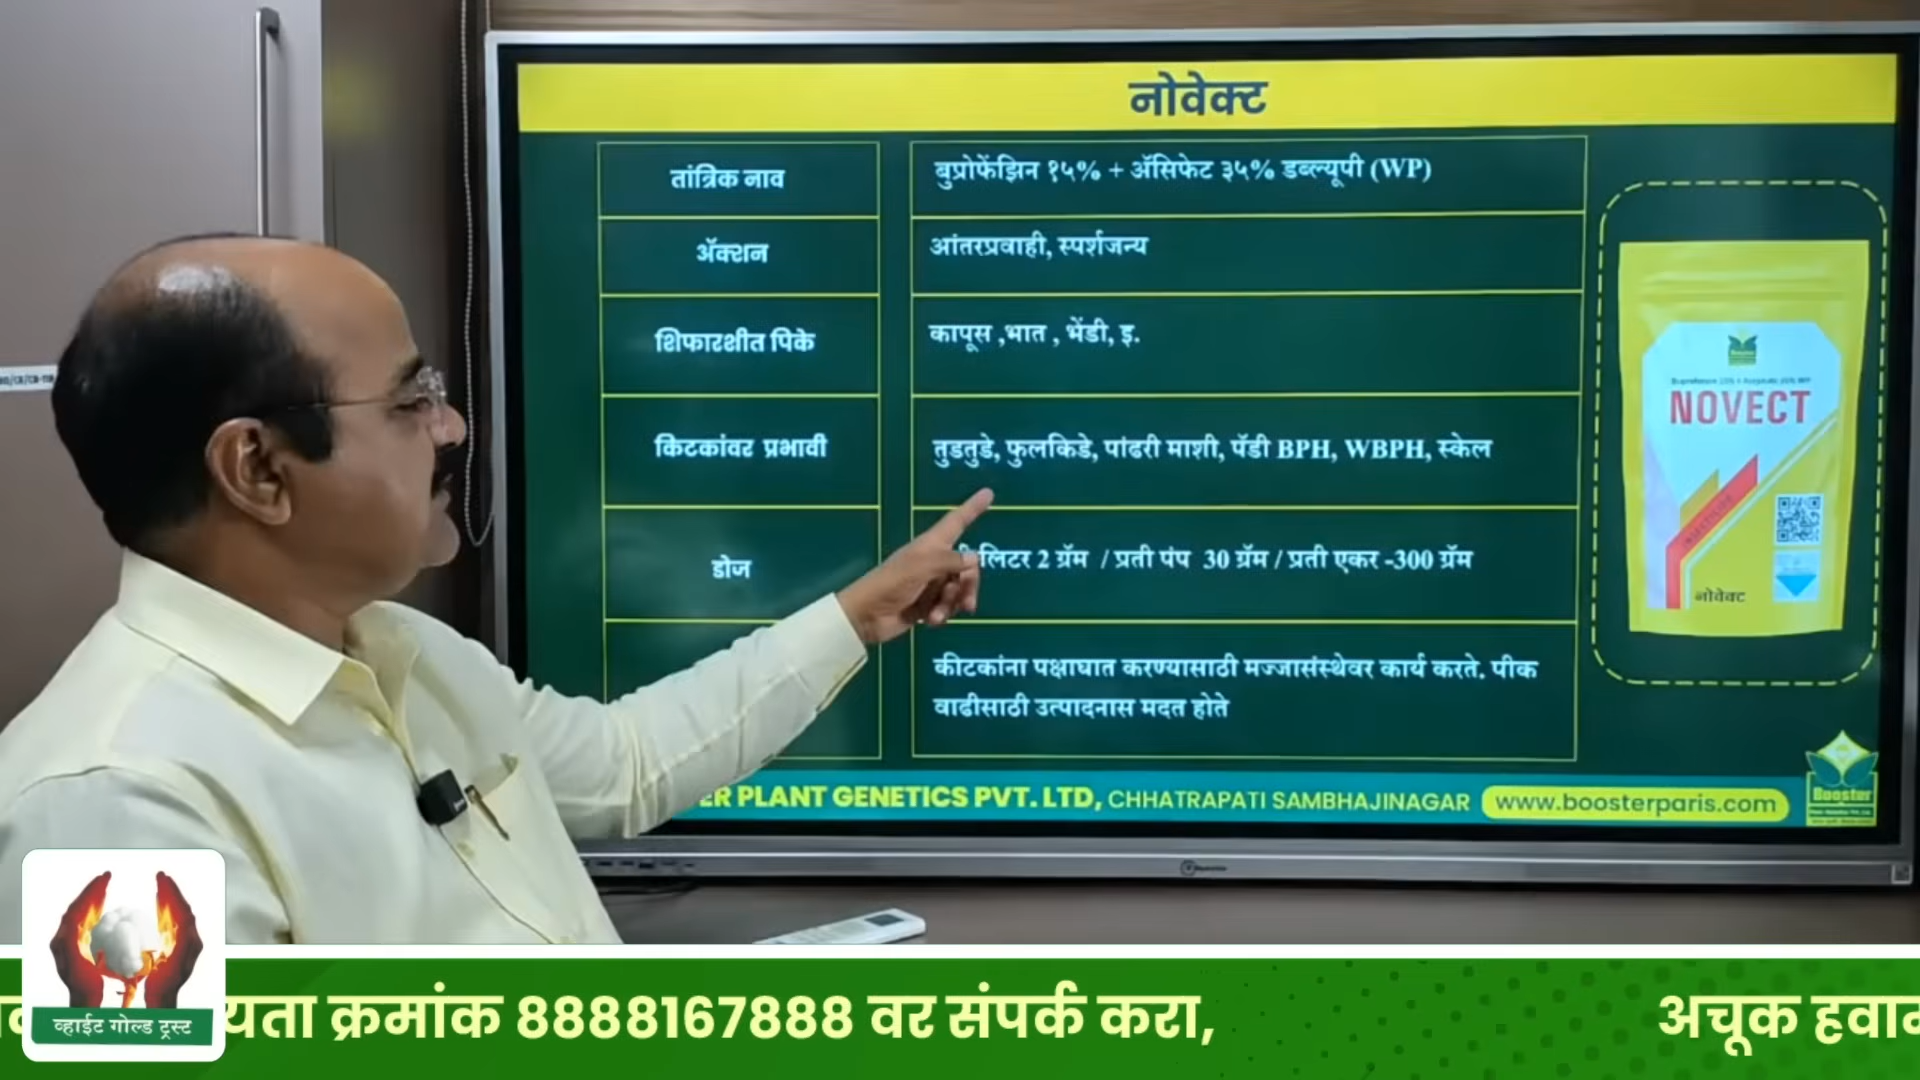 नोवेक्ट
तांत्रिक नाव
बुप्रोफेंझिन १५% + ॲसिफेट ३५% डब्ल्यूपी (WP)
ॲक्शन
आंतरप्रवाही, स्पर्शजन्य
शिफारशीत पिके
कापूस ,भात , भेंडी, इ.
किटकांवर प्रभावी
तुडतुडे, फुलकिडे, पांढरी माशी, पॅडी BPH, WBPH, स्केल
डोज
लिटर 2 ग्रॅम / प्रती पंप 30 ग्रॅम / प्रती एकर -300 ग्रॅम
कीटकांना पक्षाघात करण्यासाठी मज्जासंस्थेवर कार्य करते. पीक
वाढीसाठी उत्पादनास मदत होते
NOVECT
नोवेक्ट
ER PLANT GENETICS PVT. LTD, CHHATRAPATI SAMBHAJINAGAR
www.boosterparis.com
Booster
व्हाईट गोल्ड ट्रस्ट
यता क्रमांक 8888167888 वर संपर्क करा,
अचूक हवाम